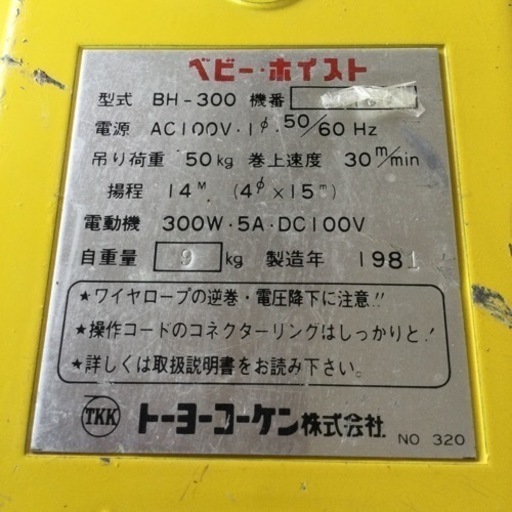 ベビー・ホイスト
型式 BH-300 機番
電源 AC100V・1φ・50/60Hz
吊り荷重 50kg 巻上速度 30m/min
揚程 14M (4φ×15m)
電動機 300W・5A・DC100V
自重量 9 kg 製造年 1981
★ワイヤロープの逆巻・電圧降下に注意!!
★操作コードのコネクターリングはしっかりと!
★詳しくは取扱説明書をお読み下さい。
TKK トーヨーコーケン株式会社 NO 320